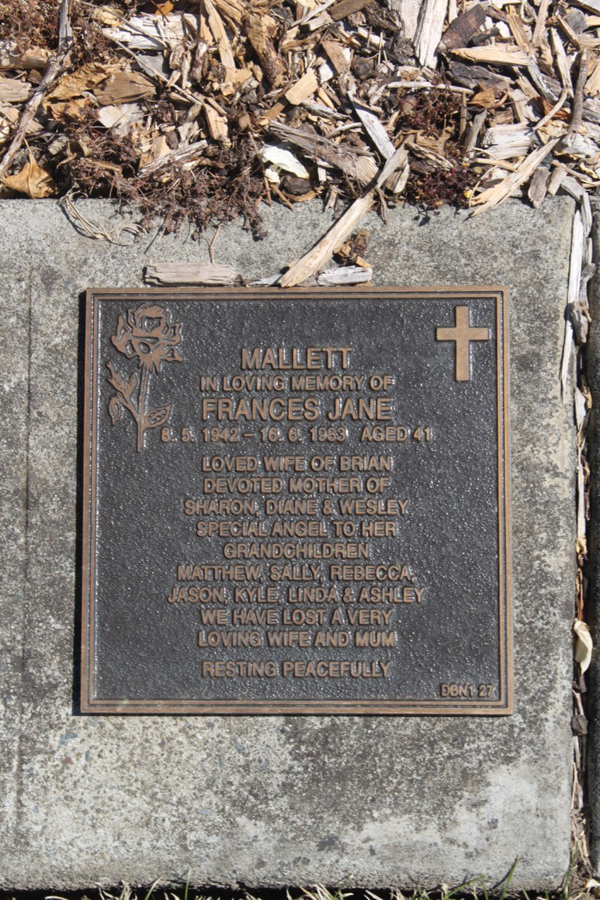 MALLETT
IN LOVING MEMORY OF
FRANCES JANE
8. 5. 1942 – 16. 6. 1983 AGED 41
LOVED WIFE OF BRIAN
DEVOTED MOTHER OF
SHARON, DIANE & WESLEY
SPECIAL ANGEL TO HER
GRANDCHILDREN
MATTHEW, SALLY, REBECCA,
JASON, KYLE, LINDA & ASHLEY
WE HAVE LOST A VERY
LOVING WIFE AND MUM
RESTING PEACEFULLY
DBN1 27